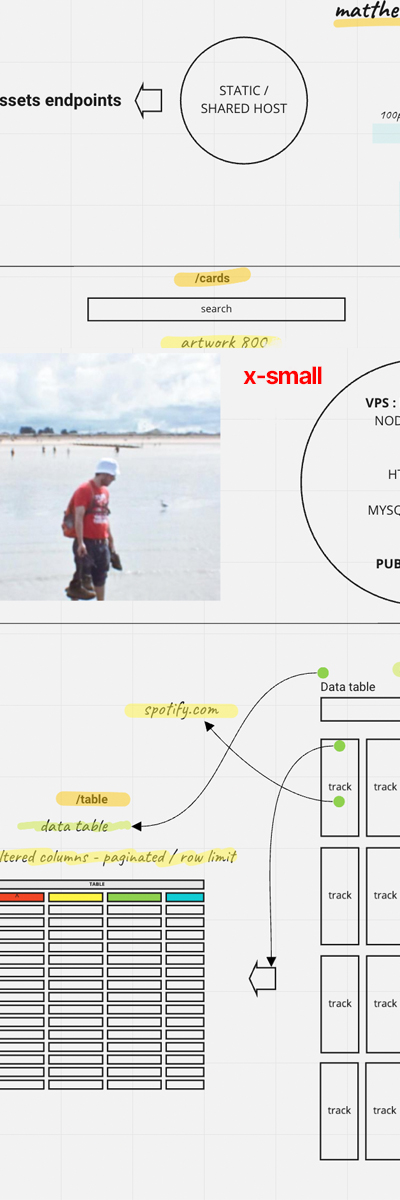 matthe
ssets endpoints
STATIC /
SHARED HOST
100p
/cards
search
artwork 800
x-small
VPS :
NOD
HT
MYSQ
PUB
Data table
spotify.com
track
track
/table
data table
ltered columns - paginated / row limit
TABLE
^
track
track
track
track
track
track